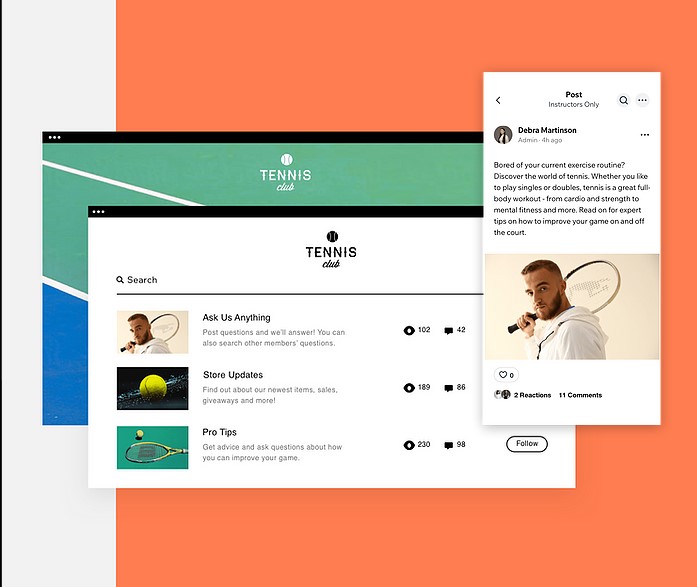 TENNIS
club
TENNIS
club
Search
Ask Us Anything
Post questions and we'll answer! You can
also search other members' questions.
102
42
Store Updates
Find out about our newest items, sales,
giveaways and more!
189
86
Pro Tips
Get advice and ask questions about how
you can improve your game.
230
98
Follow
Post
Instructors Only
Debra Martinson
Admin · 4h ago
Bored of your current exercise routine?
Discover the world of tennis. Whether you like
to play singles or doubles, tennis is a great full-
body workout - from cardio and strength to
mental fitness and more. Read on for expert
tips on how to improve your game on and off
the court.
0
2 Reactions 11 Comments